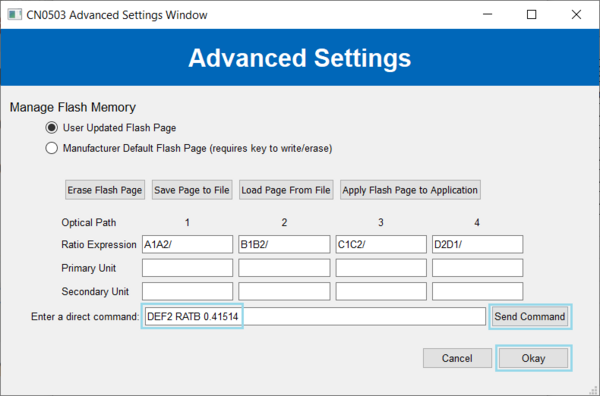 CN0503 Advanced Settings Window
Advanced Settings
Manage Flash Memory
User Updated Flash Page
Manufacturer Default Flash Page (requires key to write/erase)
Erase Flash Page Save Page to File Load Page From File Apply Flash Page to Application
Optical Path 1 2 3 4
Ratio Expression A1A2/ B1B2/ C1C2/ D2D1/
Primary Unit
Secondary Unit
Enter a direct command: DEF2 RATB 0.41514 Send Command
Cancel Okay